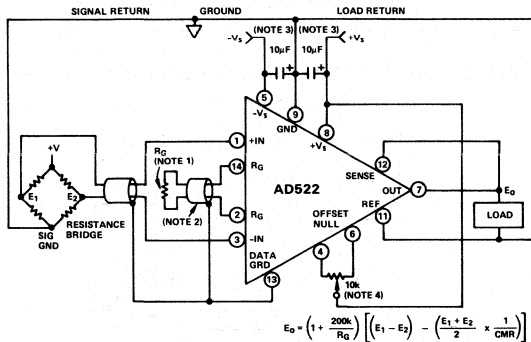 SIGNAL RETURN GROUND LOAD RETURN
(NOTE 3) (NOTE 3)
–Vs +Vs
10μF 10μF
+ +
5 9 8
–Vs GND +Vs
1 +IN
RG
(NOTE 1)
14 RG
(NOTE 2)
2 RG
3 –IN
AD522
12 SENSE
OUT 7 Eo
REF 11
LOAD
OFFSET
NULL
4 6
DATA
GRD
13
10k
(NOTE 4)
+V
E1 E2
SIG
GND
RESISTANCE
BRIDGE
Eo = (1 + 200k / RG) [(E1 – E2) – (E1 + E2 / 2 x 1 / CMR)]